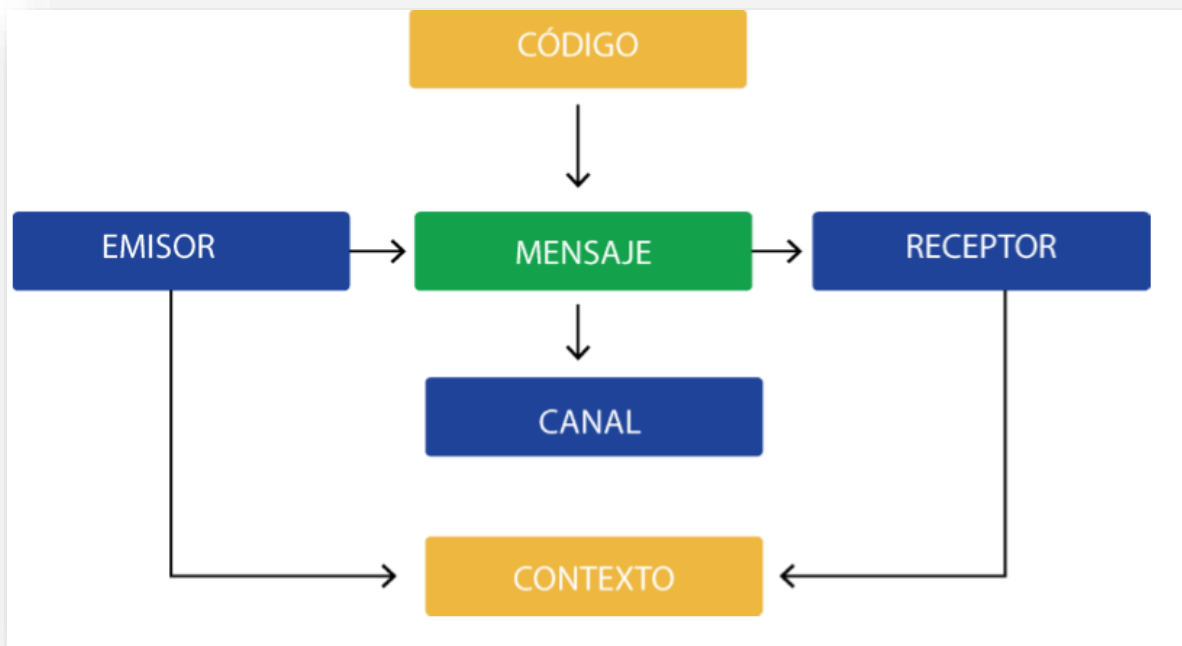 CÓDIGO
EMISOR
MENSAJE
RECEPTOR
CANAL
CONTEXTO